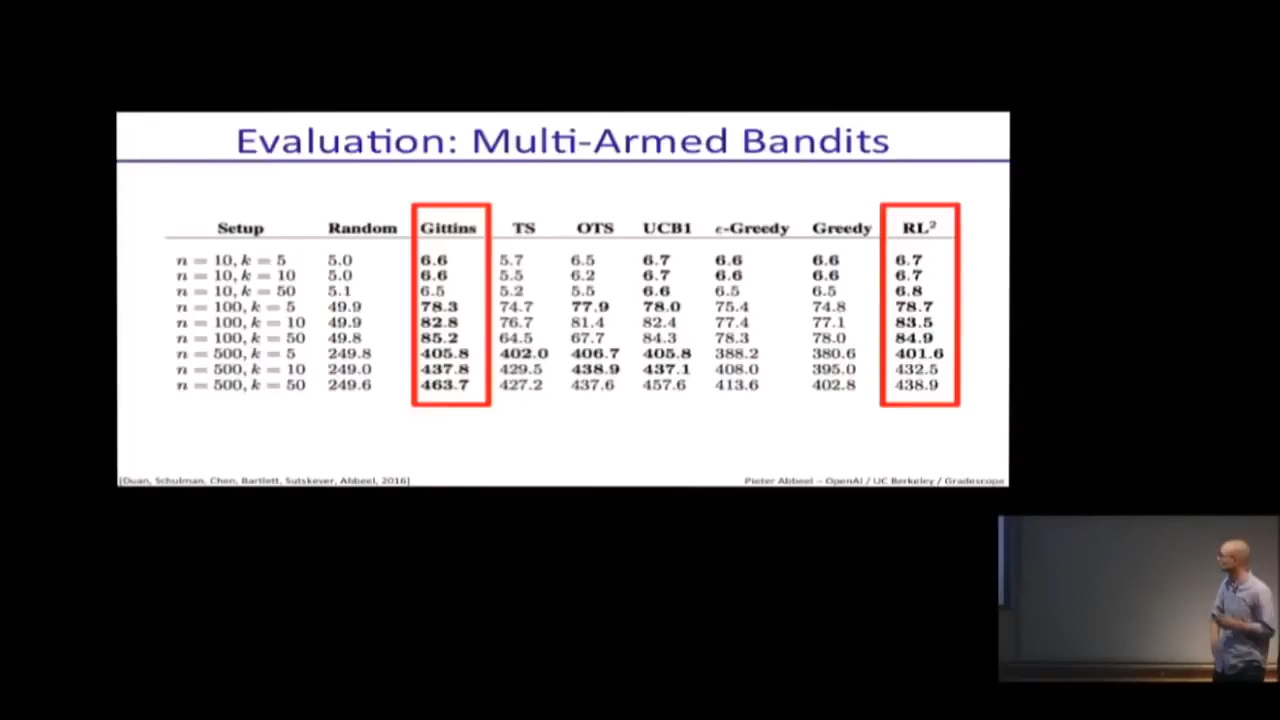 Evaluation: Multi-Armed Bandits
Setup Random Gittins TS OTS UCB1 ϵ-Greedy Greedy RL²
n = 10, k = 5 5.0 6.6 5.7 6.5 6.7 6.6 6.6 6.7
n = 10, k = 10 5.0 6.6 5.5 6.2 6.7 6.6 6.6 6.7
n = 10, k = 50 5.1 6.5 5.2 5.5 6.6 6.5 6.5 6.8
n = 100, k = 5 49.9 78.3 74.7 77.9 78.0 75.4 74.8 78.7
n = 100, k = 10 49.9 82.8 76.7 81.4 82.4 77.4 77.1 83.5
n = 100, k = 50 49.8 85.2 64.5 67.7 84.3 78.3 78.0 84.9
n = 500, k = 5 249.8 405.8 402.0 406.7 405.8 388.2 380.6 401.6
n = 500, k = 10 249.0 437.8 429.5 438.9 437.1 408.0 395.0 432.5
n = 500, k = 50 249.6 463.7 427.2 437.6 457.6 413.6 402.8 438.9
[Duan, Schulman, Chen, Bartlett, Sutskever, Abbeel, 2016] Pieter Abbeel – OpenAI / UC Berkeley / Gradescope